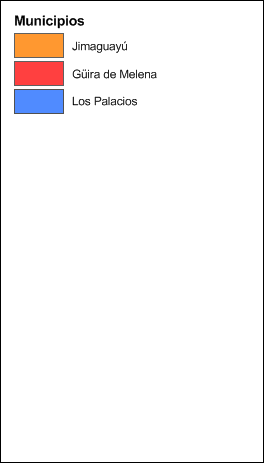 Municipios
Jimaguayú
Güira de Melena
Los Palacios